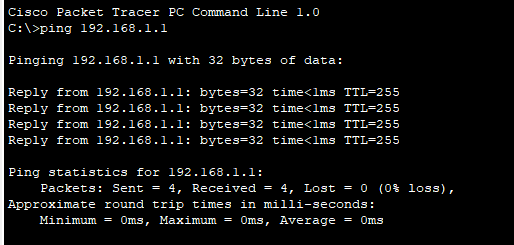 Cisco Packet Tracer PC Command Line 1.0
C:\>ping 192.168.1.1
Pinging 192.168.1.1 with 32 bytes of data:
Reply from 192.168.1.1: bytes=32 time<1ms TTL=255
Reply from 192.168.1.1: bytes=32 time<1ms TTL=255
Reply from 192.168.1.1: bytes=32 time<1ms TTL=255
Reply from 192.168.1.1: bytes=32 time<1ms TTL=255
Ping statistics for 192.168.1.1:
Packets: Sent = 4, Received = 4, Lost = 0 (0% loss),
Approximate round trip times in milli-seconds:
Minimum = 0ms, Maximum = 0ms, Average = 0ms